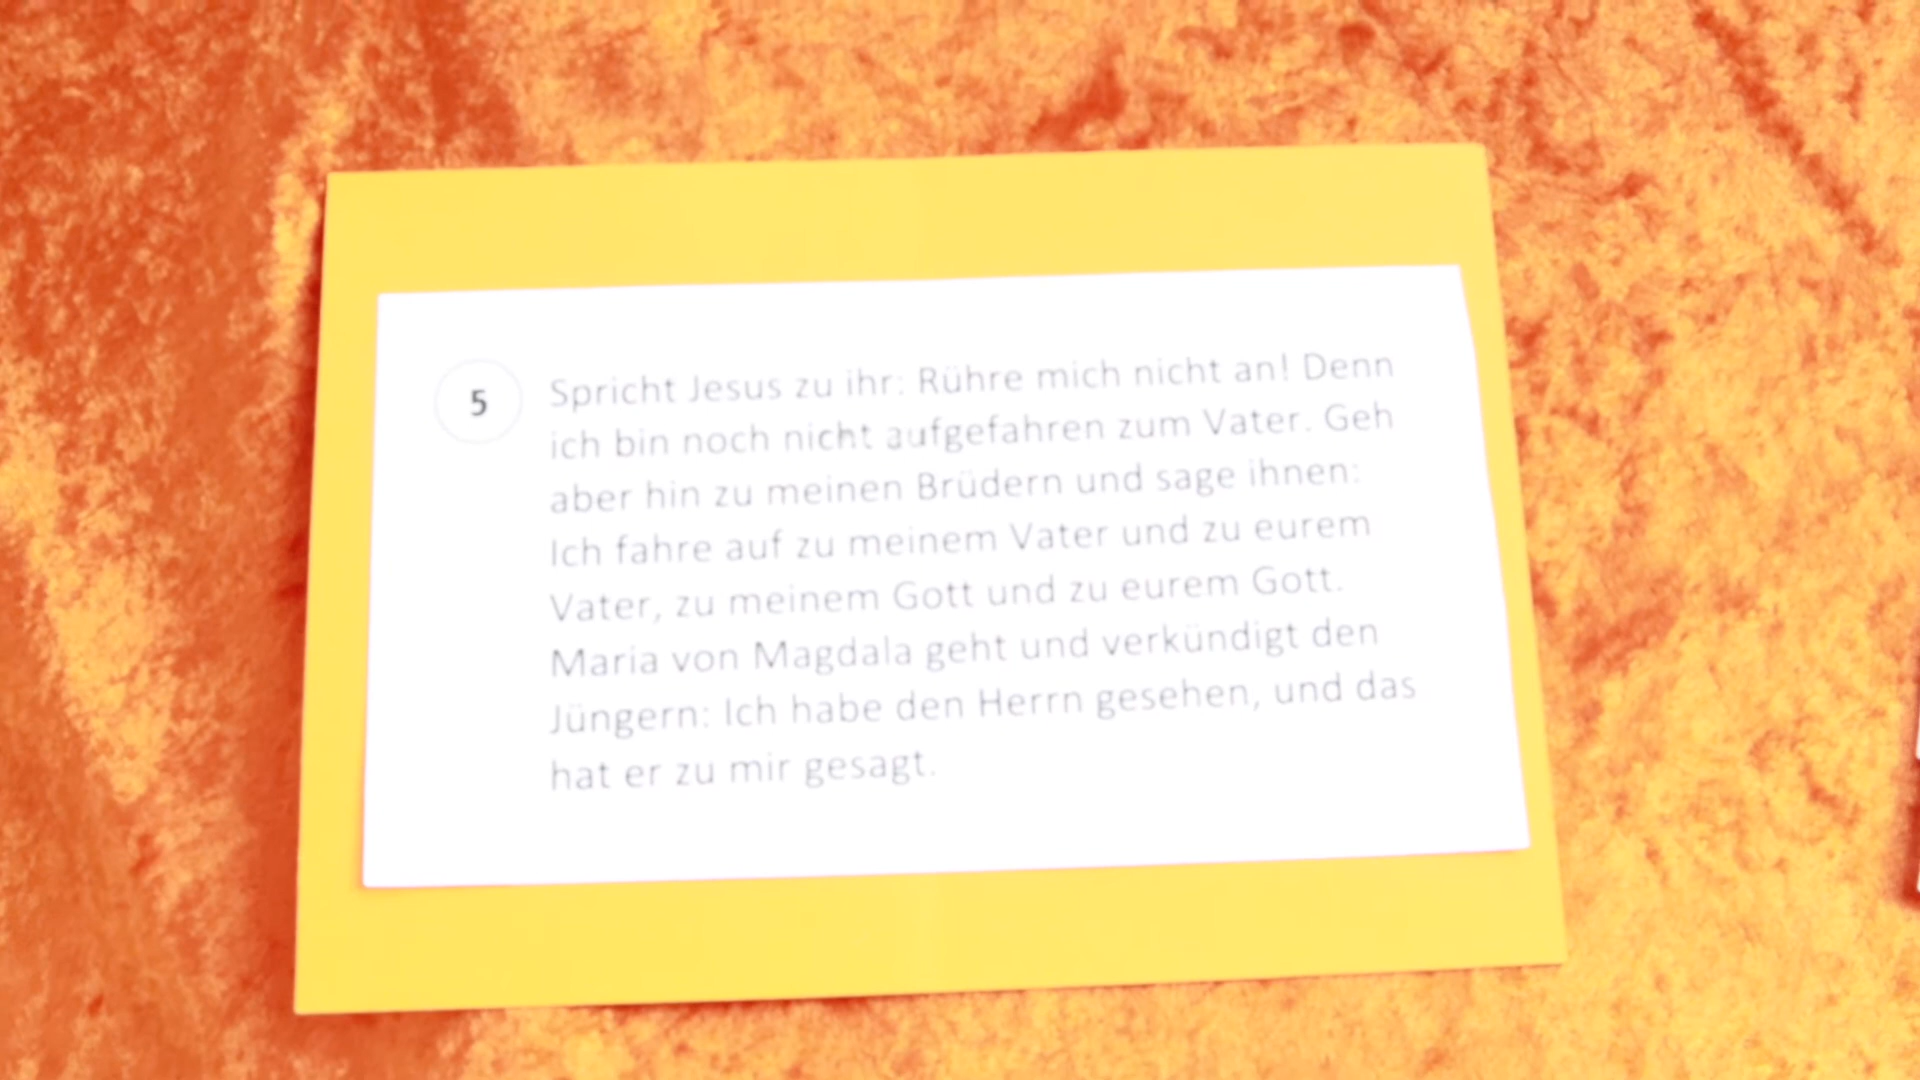 5 Spricht Jesus zu ihr: Rühre mich nicht an! Denn
ich bin noch nicht aufgefahren zum Vater. Geh
aber hin zu meinen Brüdern und sage ihnen:
Ich fahre auf zu meinem Vater und zu eurem
Vater, zu meinem Gott und zu eurem Gott.
Maria von Magdala geht und verkündigt den
Jüngern: Ich habe den Herrn gesehen, und das
hat er zu mir gesagt.